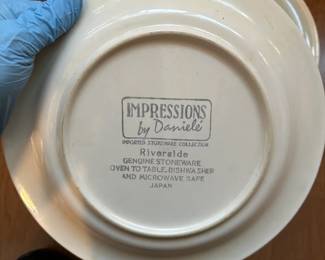 IMPRESSIONS
by Danielé
IMPORTED STONEWARE COLLECTION
Riverside
GENUINE STONEWARE
OVEN TO TABLE, DISHWASHER
AND MICROWAVE SAFE
JAPAN